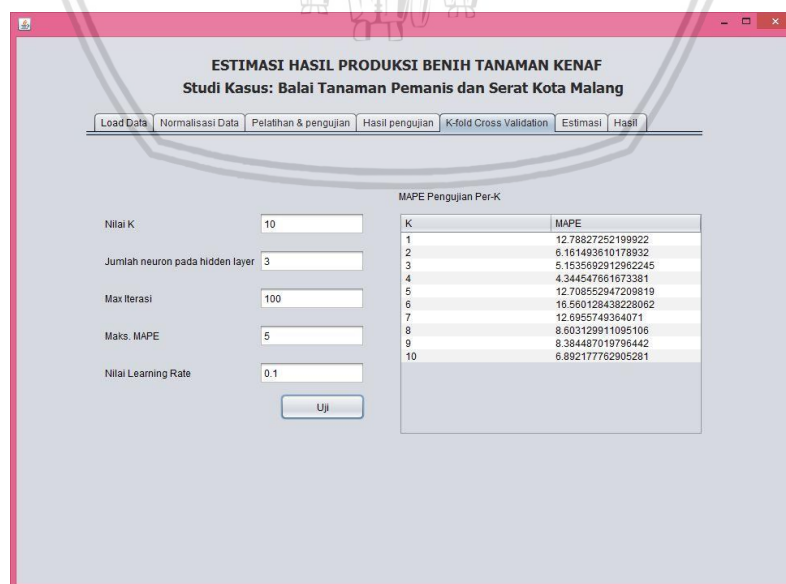 ESTIMASI HASIL PRODUKSI BENIH TANAMAN KENAF
Studi Kasus: Balai Tanaman Pemanis dan Serat Kota Malang
Load Data Normalisasi Data Pelatihan & pengujian Hasil pengujian K-fold Cross Validation Estimasi Hasil
Nilai K 10
Jumlah neuron pada hidden layer 3
Max Iterasi 100
Maks. MAPE 5
Nilai Learning Rate 0.1
Uji
MAPE Pengujian Per-K
K MAPE
1 12.78827252199922
2 6.161493610178932
3 5.1535692912962245
4 4.344547661673381
5 12.708552947209819
6 16.560128438228062
7 12.6955749364071
8 8.603129911095106
9 8.384487019796442
10 6.892177762905281